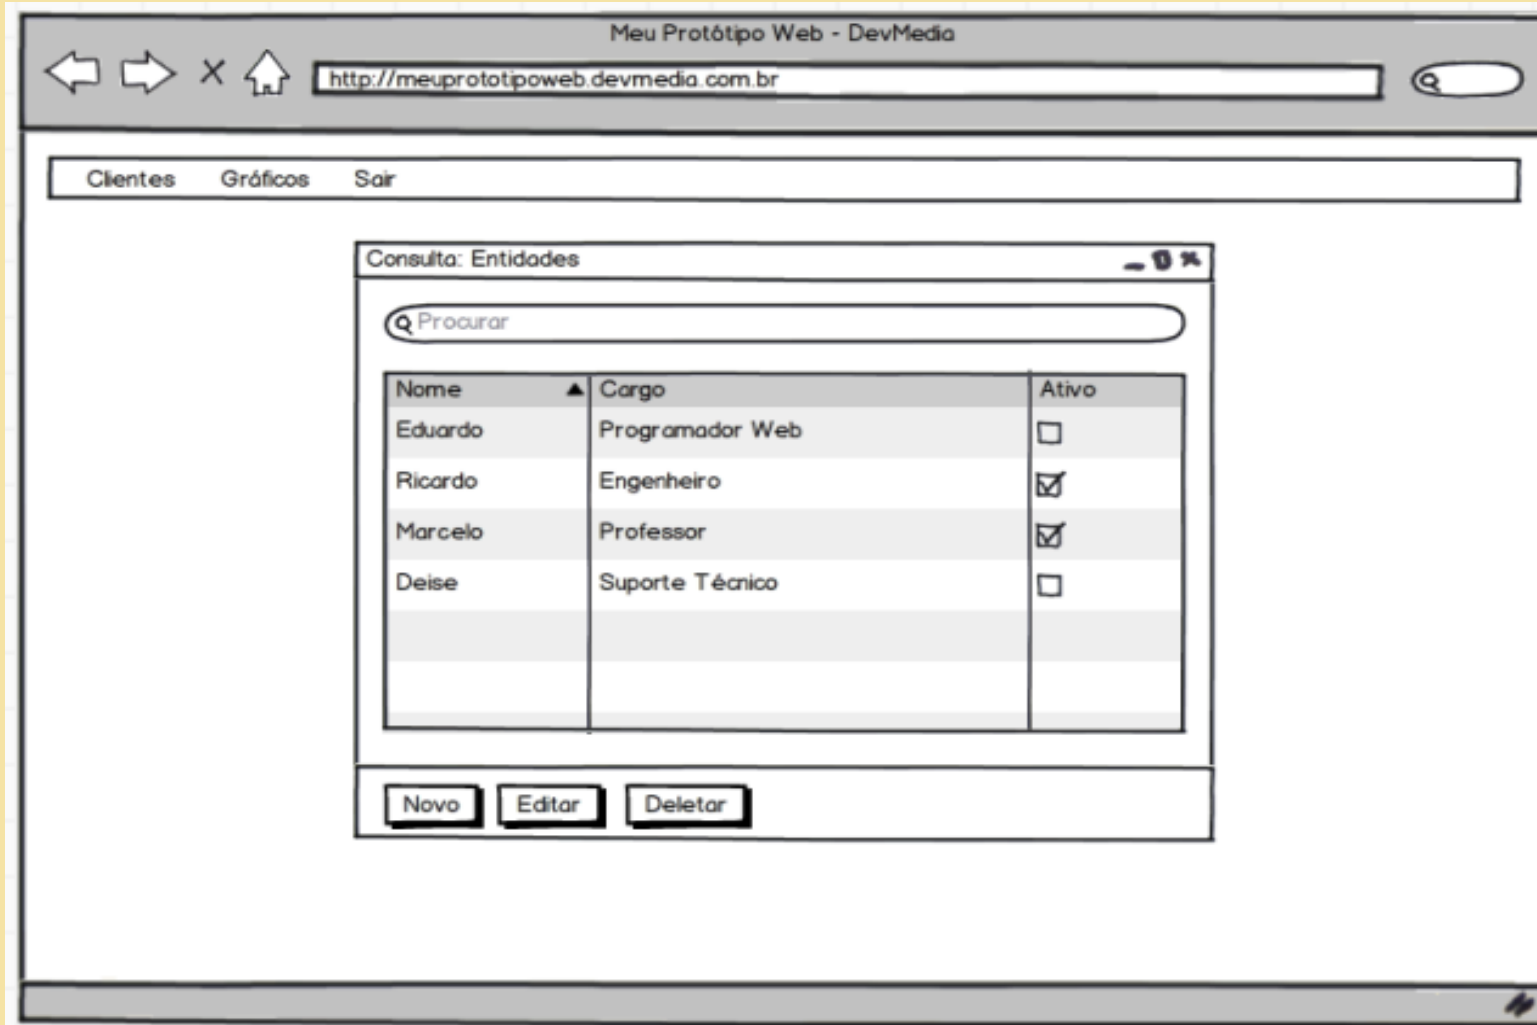 Meu Protótipo Web - DevMedia
http://meuprototipoweb.devmedia.com.br
Clientes Gráficos Sair
Consulta: Entidades
Procurar
Nome Cargo Ativo
Eduardo Programador Web
Ricardo Engenheiro
Marcelo Professor
Deise Suporte Técnico
Novo Editar Deletar